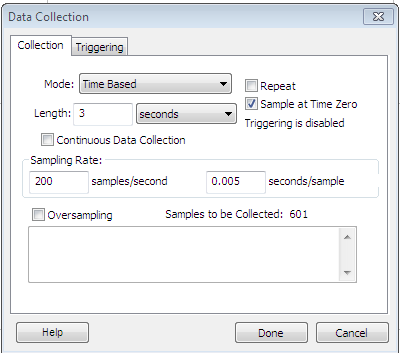 Data Collection
Collection Triggering
Mode: Time Based Repeat
Length: 3 seconds Sample at Time Zero
Triggering is disabled
Continuous Data Collection
Sampling Rate:
200 samples/second 0.005 seconds/sample
Oversampling Samples to be Collected: 601
Help Done Cancel